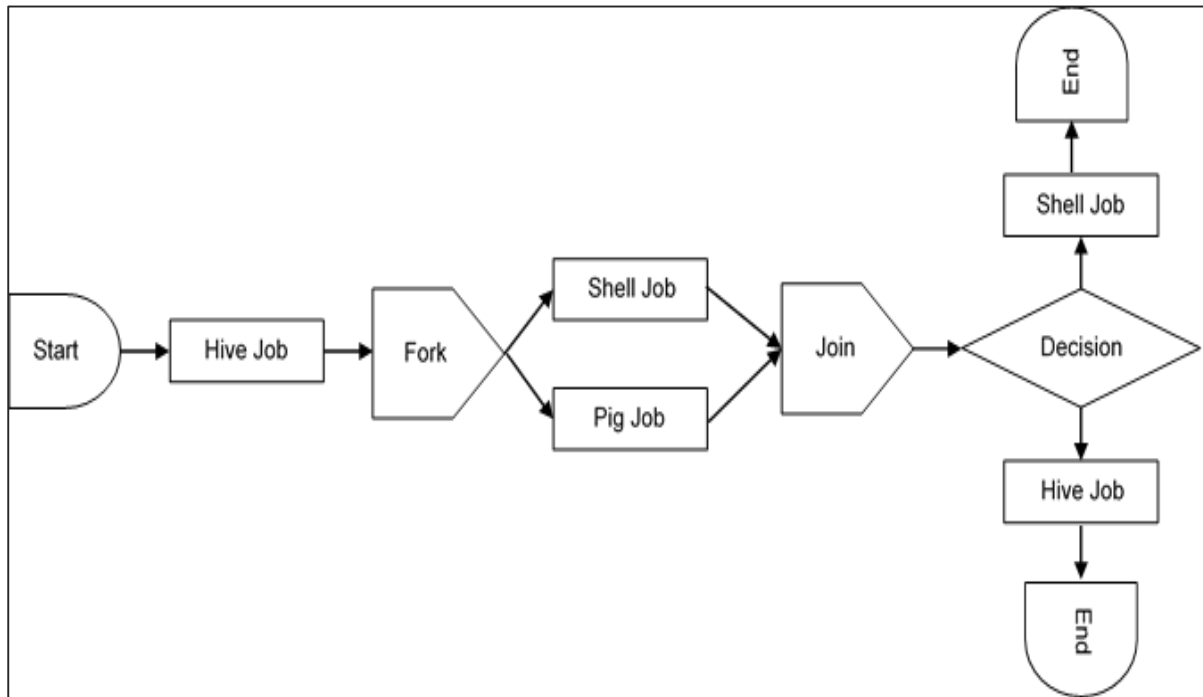 Start
Hive Job
Fork
Shell Job
Pig Job
Join
Decision
Shell Job
End
Hive Job
End